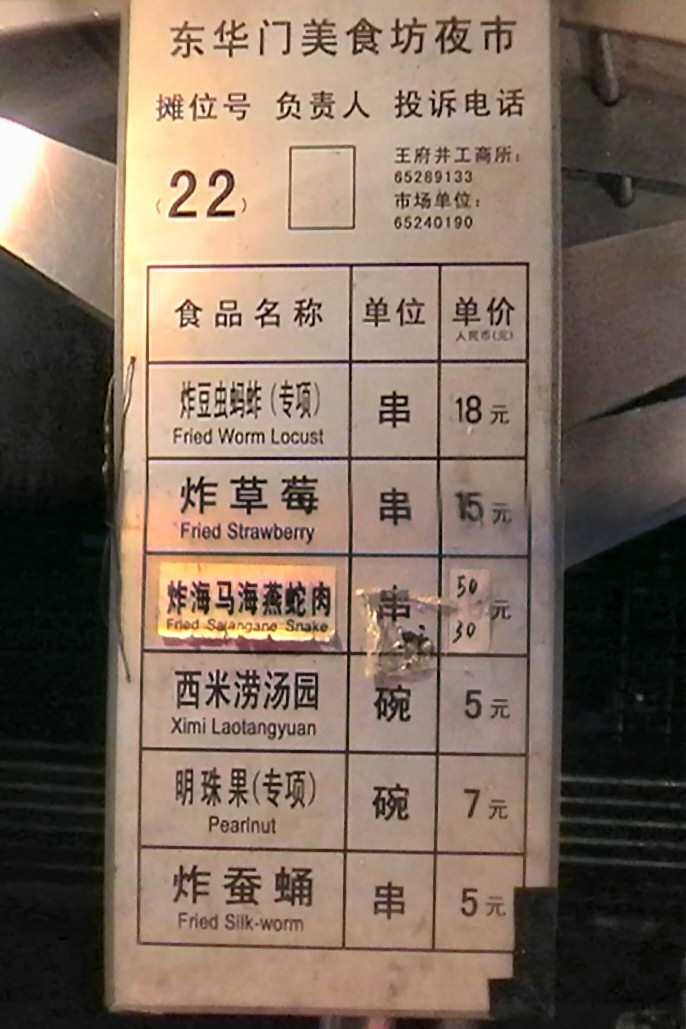 东华门美食坊夜市
摊位号 负责人 投诉电话
(22)
王府井工商所:
65289133
市场单位:
65240190
食品名称 单位 单价
人民币(元)
炸豆虫蚂蚱(专项) 串 18元
Fried Worm Locust
炸草莓 串 15元
Fried Strawberry
炸海马海燕蛇肉 串 50 30 元
Fried Salangane Snake
西米涝汤园 碗 5元
Ximi Laotangyuan
明珠果(专项) 碗 7元
Pearlnut
炸蚕蛹 串 5元
Fried Silk-worm